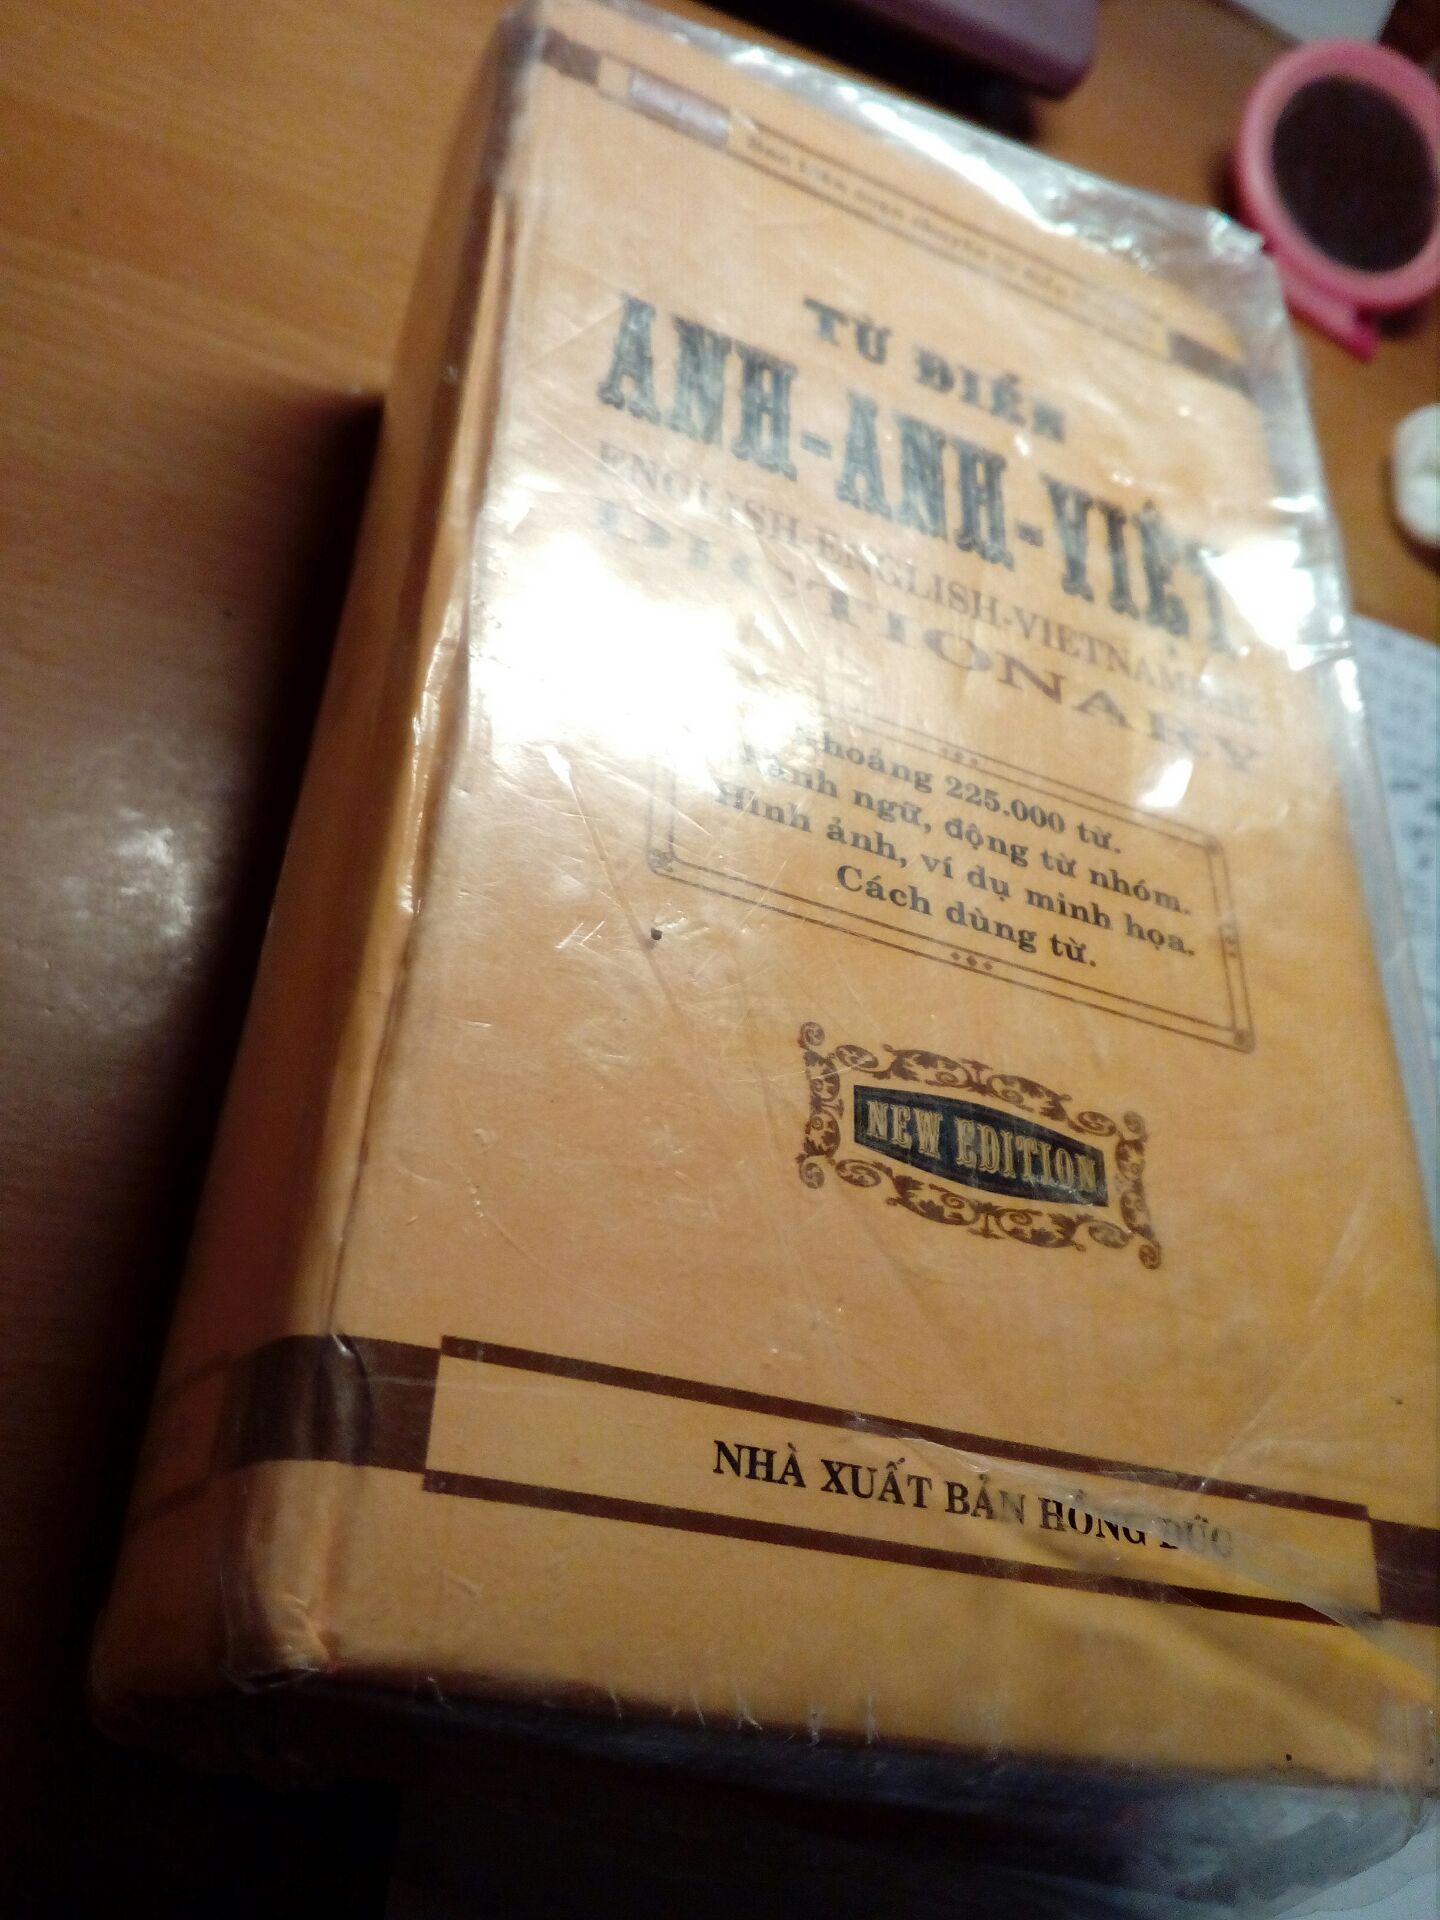 TỪ ĐIỂN
ANH-ANH-VIỆT
ENGLISH-ENGLISH-VIETNAMESE
DICTIONARY
Khoảng 225.000 từ.
Thành ngữ, động từ nhóm.
Hình ảnh, ví dụ minh họa.
Cách dùng từ.
NEW EDITION
NHÀ XUẤT BẢN HỒNG ĐỨC